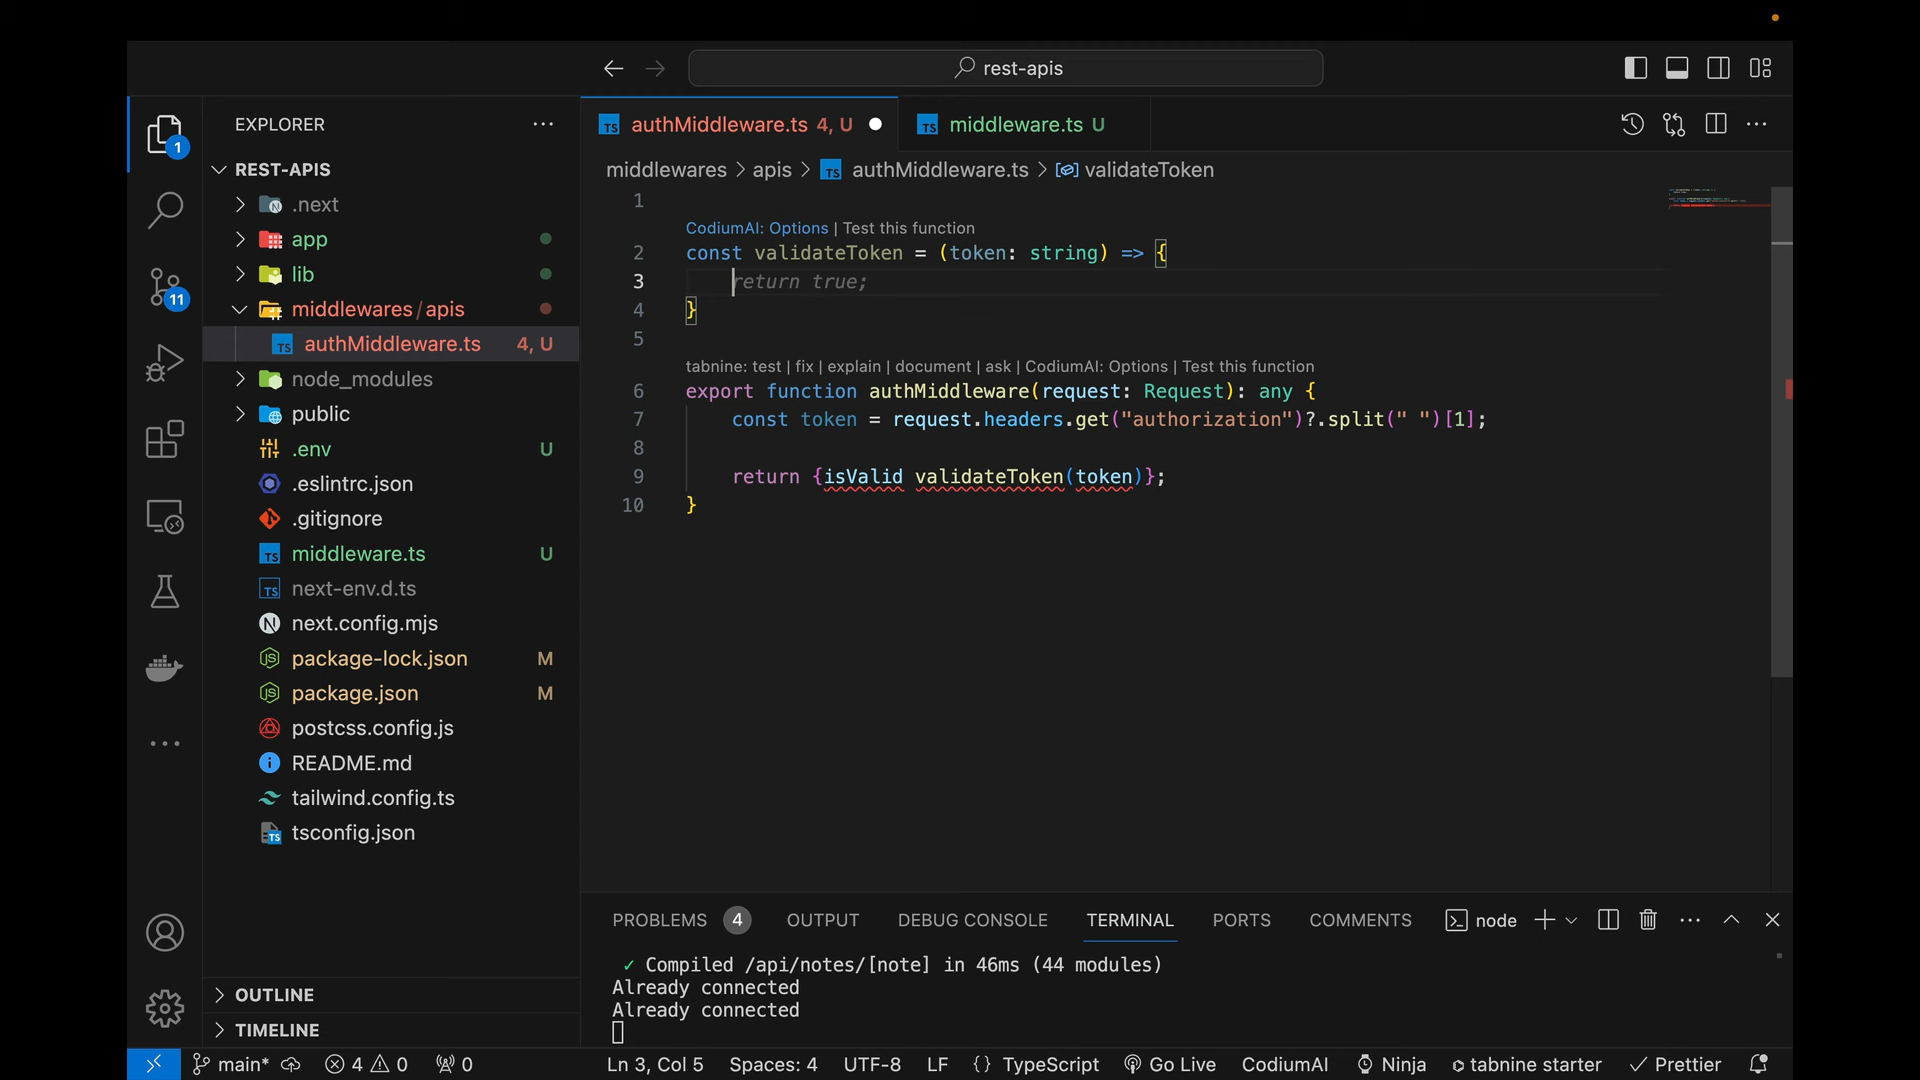 rest-apis
EXPLORER
authMiddleware.ts 4, U
middleware.ts U
1
REST-APIS
middlewares > apis > TS authMiddleware.ts > validateToken
.next
app
lib
middlewares/apis
TS authMiddleware.ts 4, U
node_modules
public
.env U
.eslintrc.json
.gitignore
TS middleware.ts U
TS next-env.d.ts
next.config.mjs
package-lock.json M
package.json M
postcss.config.js
README.md
tailwind.config.ts
tsconfig.json
11
OUTLINE
TIMELINE
1
CodiumAI: Options | Test this function
2 const validateToken = (token: string) => {
3 return true;
4 }
5
tabnine: test | fix | explain | document | ask | CodiumAI: Options | Test this function
6 export function authMiddleware(request: Request): any {
7 const token = request.headers.get("authorization")?.split(" ")[1];
8
9 return {isValid validateToken(token)};
10 }
PROBLEMS 4 OUTPUT DEBUG CONSOLE TERMINAL PORTS COMMENTS node
✓ Compiled /api/notes/[note] in 46ms (44 modules)
Already connected
Already connected
main* 4 0 0 Ln 3, Col 5 Spaces: 4 UTF-8 LF {} TypeScript Go Live CodiumAI Ninja tabnine starter Prettier